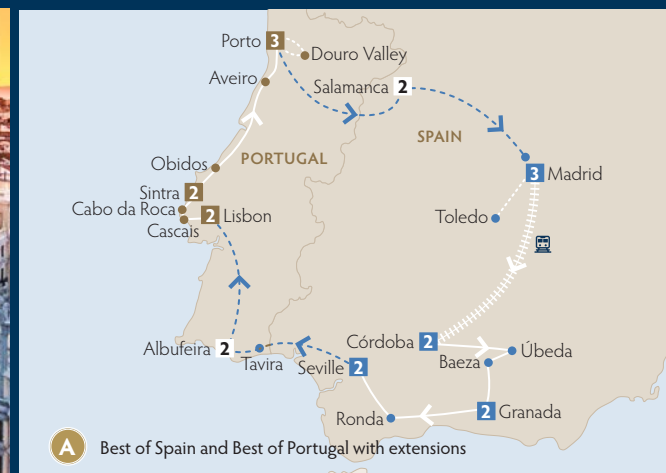 Porto 3
Douro Valley
Aveiro
Salamanca 2
SPAIN
Obidos
PORTUGAL
3 Madrid
Sintra 2
Cabo da Roca
2 Lisbon
Toledo
Cascais
Córdoba 2
Úbeda
Albufeira 2
Baeza
Tavira
Seville 2
Ronda
2 Granada
A Best of Spain and Best of Portugal with extensions